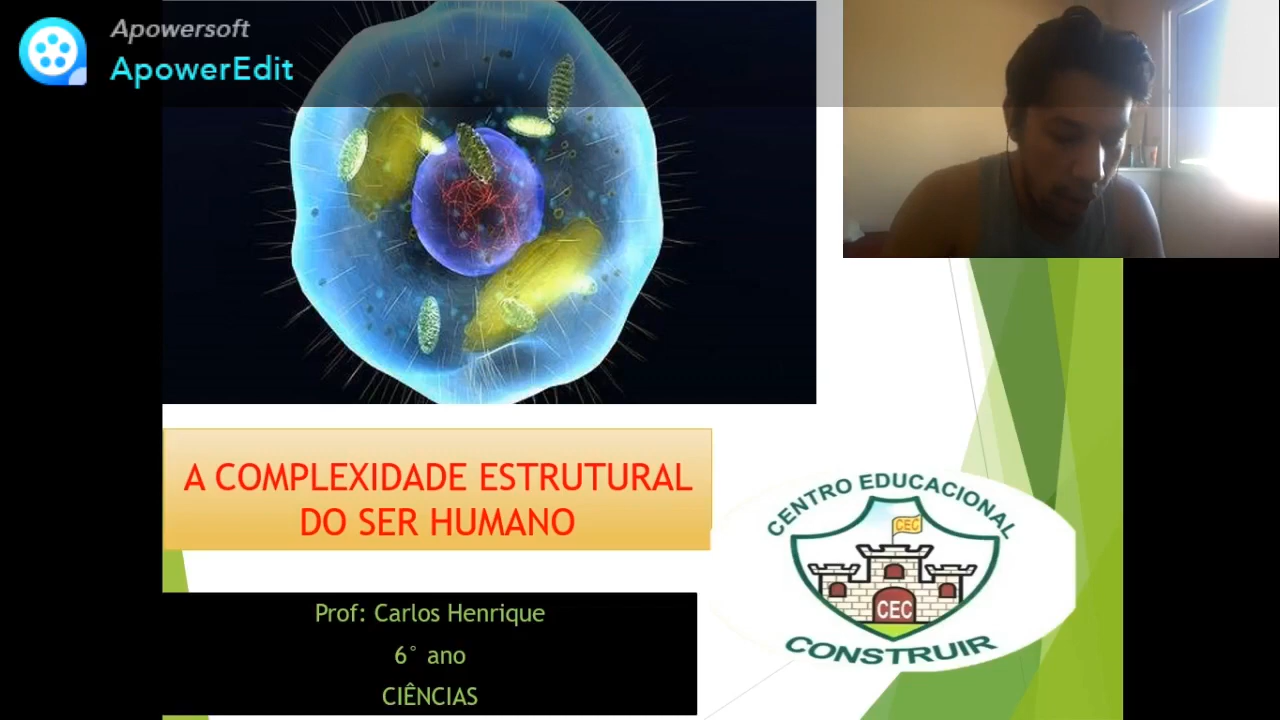 Apowersoft
ApowerEdit
A COMPLEXIDADE ESTRUTURAL
DO SER HUMANO
Prof: Carlos Henrique
6° ano
CIÊNCIAS
CENTRO EDUCACIONAL
CEC
CEC
CONSTRUIR